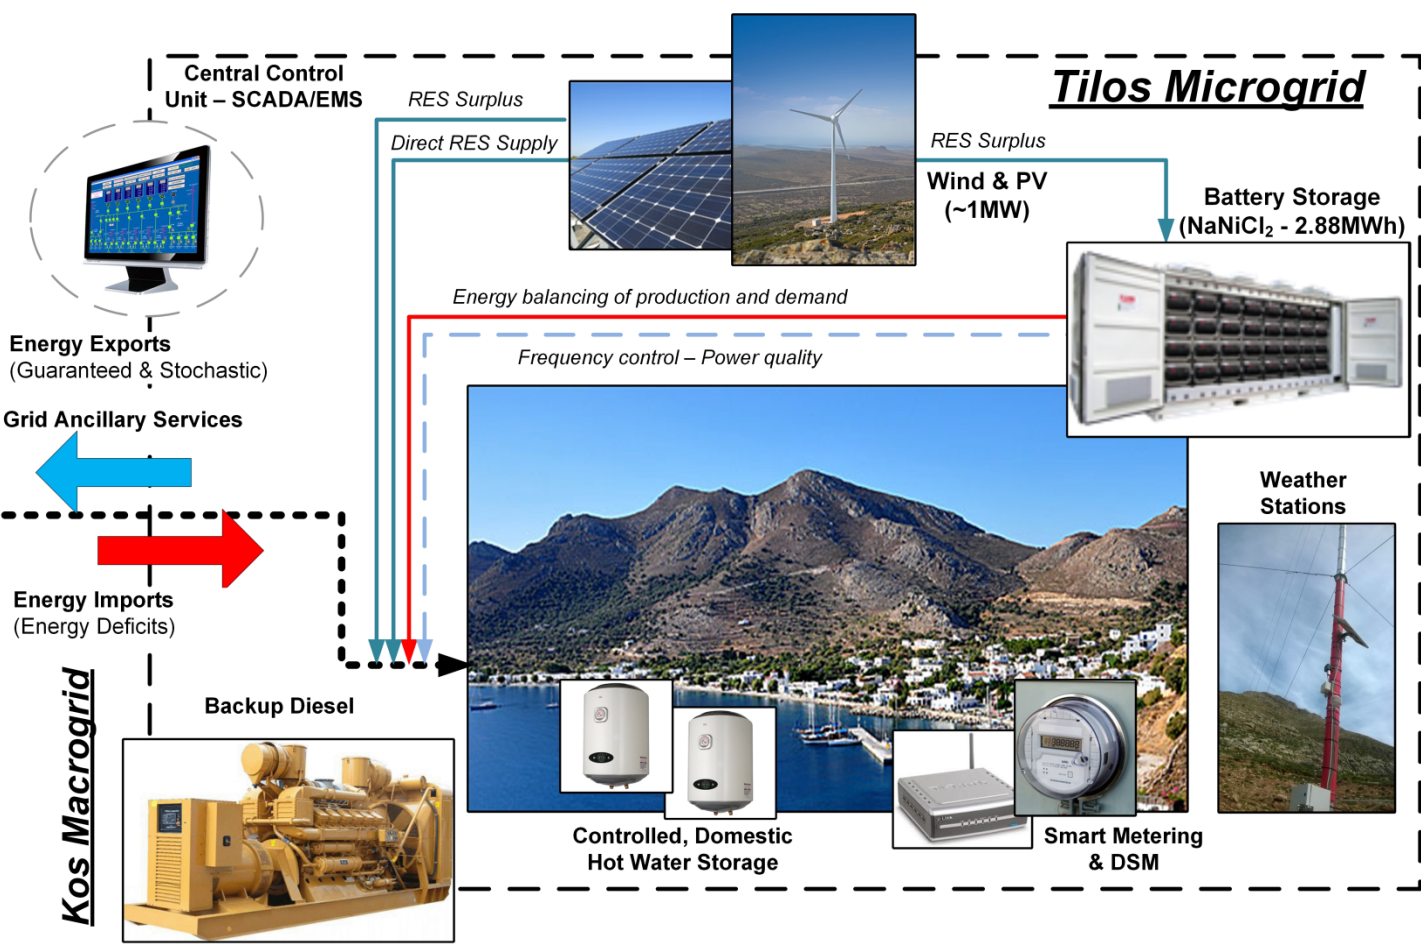 Central Control
Unit – SCADA/EMS
RES Surplus
Direct RES Supply
Tilos Microgrid
RES Surplus
Wind & PV
(~1MW)
Battery Storage
(NaNiCl₂ - 2.88MWh)
Energy balancing of production and demand
Frequency control – Power quality
Energy Exports
(Guaranteed & Stochastic)
Grid Ancillary Services
Energy Imports
(Energy Deficits)
Weather
Stations
Kos Macrogrid
Backup Diesel
Controlled, Domestic
Hot Water Storage
Smart Metering
& DSM